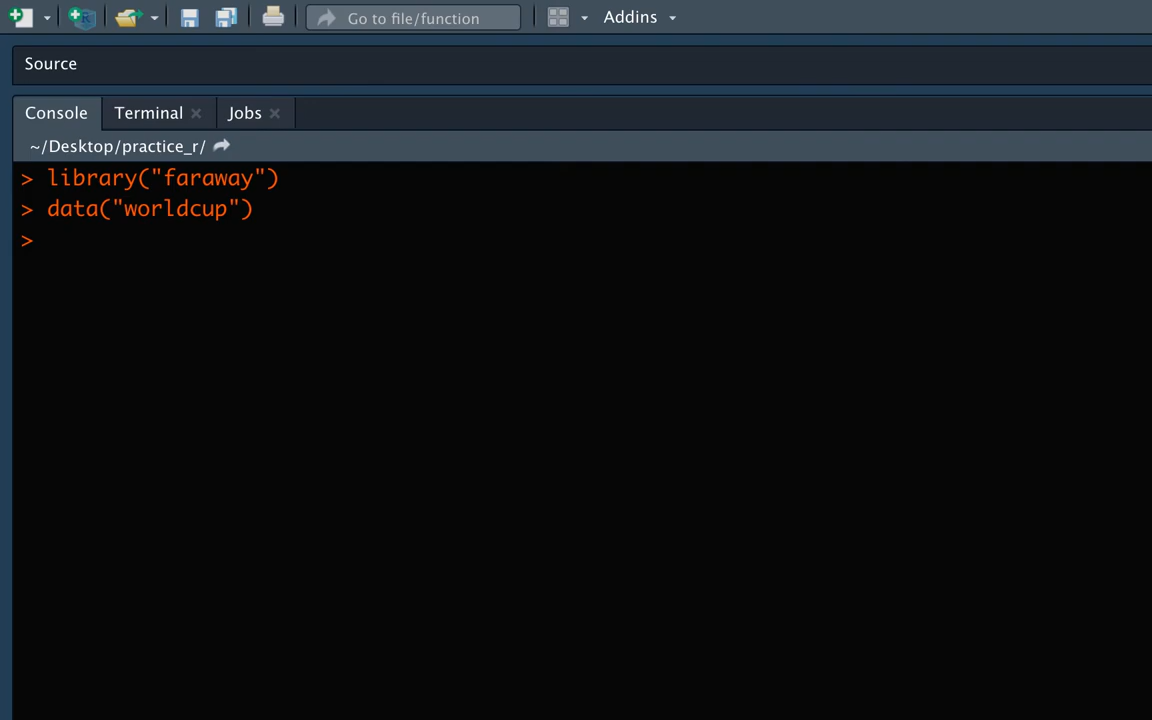 Go to file/function Addins
Source
Console Terminal Jobs
~/Desktop/practice_r/
> library("faraway")
> data("worldcup")
>